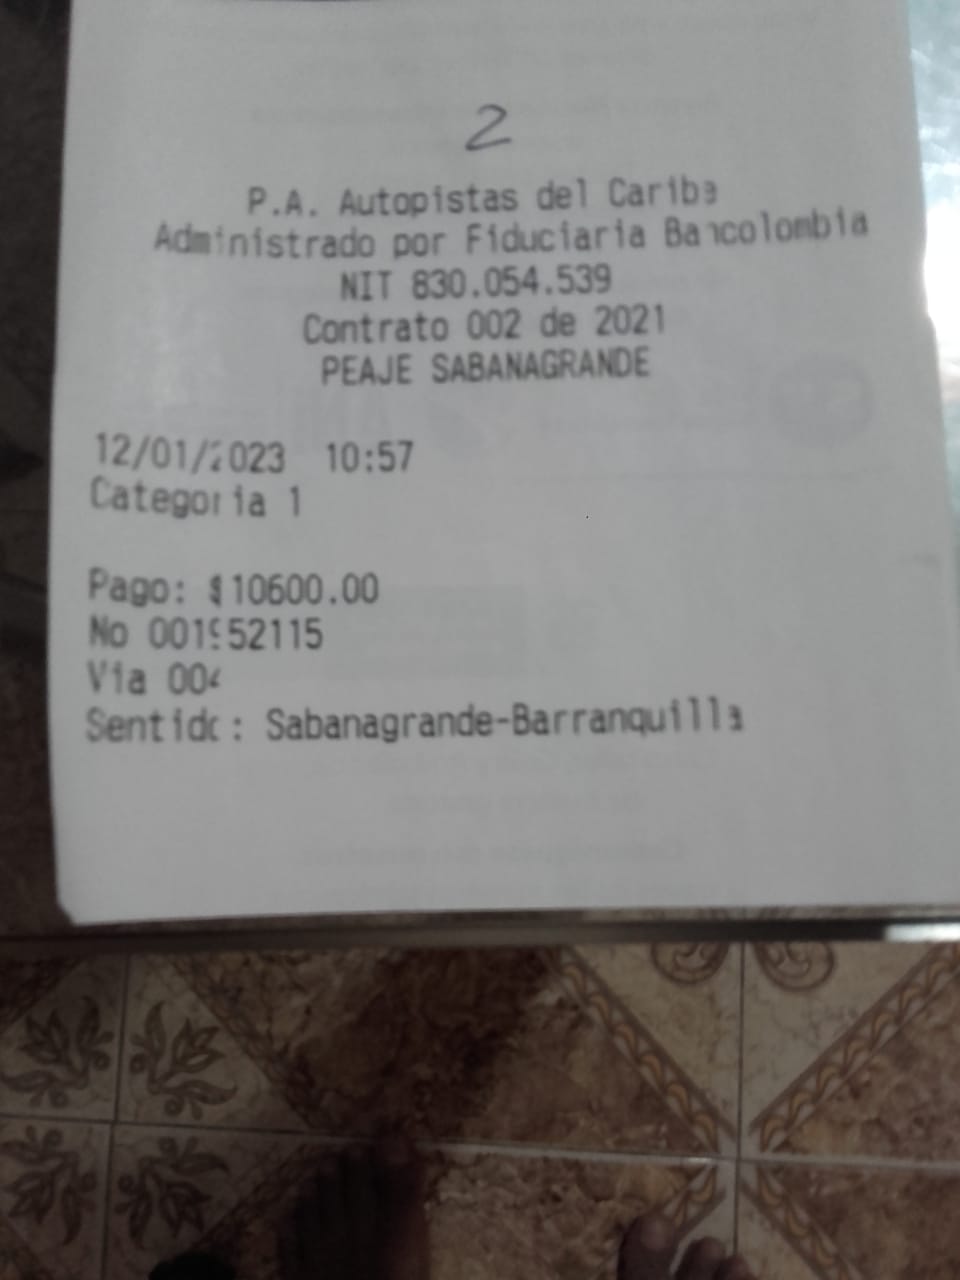 2
P.A. Autopistas del Caribe
Administrado por Fiduciaria Bancolombia
NIT 830.054.539
Contrato 002 de 2021
PEAJE SABANAGRANDE
12/01/2023 10:57
Categoria 1
Pago: $10600.00
No 001952115
Via 004
Sentido: Sabanagrande-Barranquilla